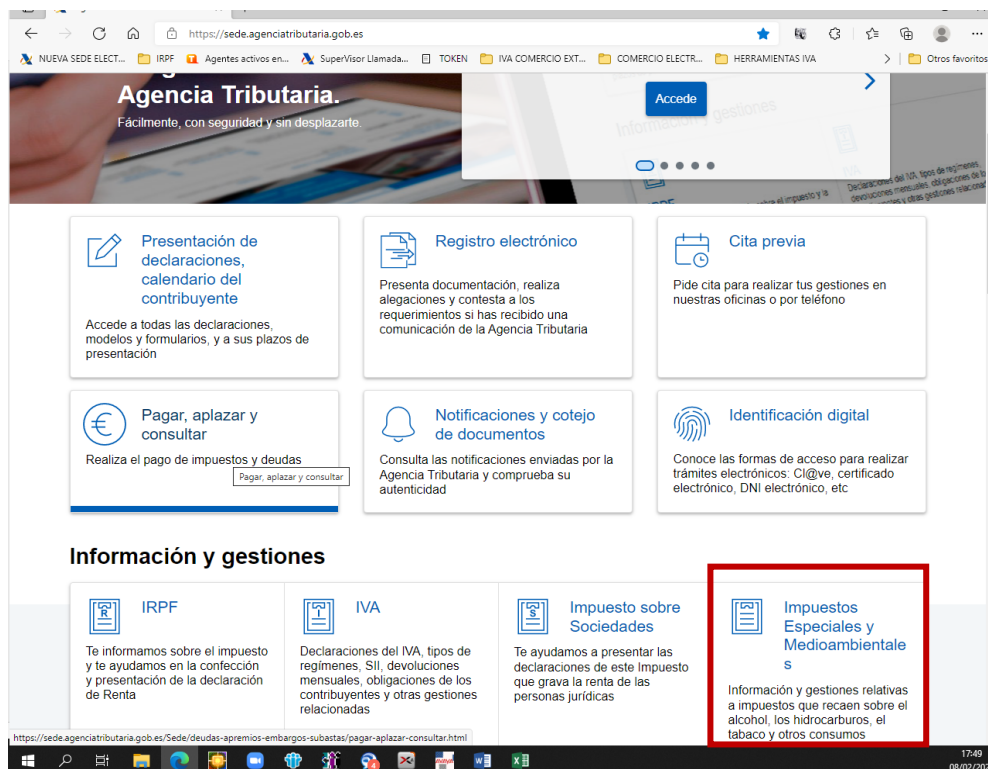 https://sede.agenciatributaria.gob.es
NUEVA SEDE ELECT... IRPF Agentes activos en... SuperVisor Llamada... TOKEN IVA COMERCIO EXT... COMERCIO ELECTR... HERRAMIENTAS IVA Otros favoritos
Agencia Tributaria.
Fácilmente, con seguridad y sin desplazarte.
Accede
Información y gestiones
Presentación de
declaraciones,
calendario del
contribuyente
Accede a todas las declaraciones,
modelos y formularios, y a sus plazos de
presentación
Registro electrónico
Presenta documentación, realiza
alegaciones y contesta a los
requerimientos si has recibido una
comunicación de la Agencia Tributaria
Cita previa
Pide cita para realizar tus gestiones en
nuestras oficinas o por teléfono
Pagar, aplazar y
consultar
Realiza el pago de impuestos y deudas
Pagar, aplazar y consultar
Notificaciones y cotejo
de documentos
Consulta las notificaciones enviadas por la
Agencia Tributaria y comprueba su
autenticidad
Identificación digital
Conoce las formas de acceso para realizar
trámites electrónicos: Cl@ve, certificado
electrónico, DNI electrónico, etc
Información y gestiones
IRPF
Te informamos sobre el impuesto
y te ayudamos en la confección
y presentación de la declaración
de Renta
IVA
Declaraciones del IVA, tipos de
regímenes, SII, devoluciones
mensuales, obligaciones de los
contribuyentes y otras gestiones
relacionadas
Impuesto sobre
Sociedades
Te ayudamos a presentar las
declaraciones de este Impuesto
que grava la renta de las
personas jurídicas
Impuestos
Especiales y
Medioambientale
s
Información y gestiones relativas
a impuestos que recaen sobre el
alcohol, los hidrocarburos, el
tabaco y otros consumos
https://sede.agenciatributaria.gob.es/Sede/deudas-apremios-embargos-subastas/pagar-aplazar-consultar.html
17:49